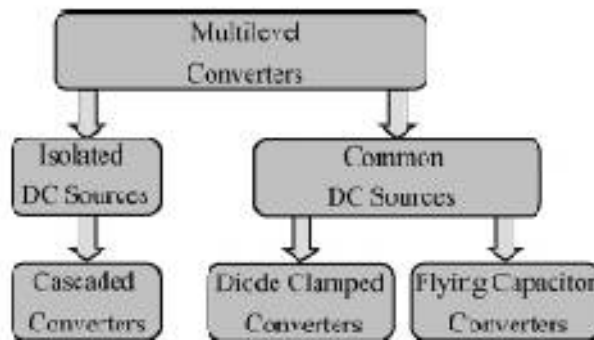 Multilevel
Converters
Isolated
DC Sources
Common
DC Sources
Cascaded
Converters
Diode Clamped
Converters
Flying Capacitor
Converters